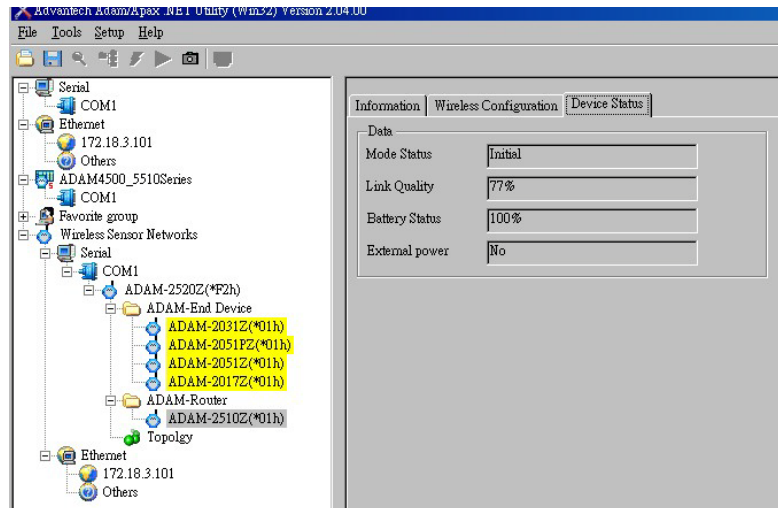 Advantech Adam/Apax .NET Utility (Win32) Version 2.04.00
File Tools Setup Help
Serial
COM1
Ethernet
172.18.3.101
Others
ADAM4500_5510Series
COM1
Favorite group
Wireless Sensor Networks
Serial
COM1
ADAM-2520Z(*F2h)
ADAM-End Device
ADAM-2031Z(*01h)
ADAM-2051PZ(*01h)
ADAM-2051Z(*01h)
ADAM-2017Z(*01h)
ADAM-Router
ADAM-2510Z(*01h)
Topolgy
Ethernet
172.18.3.101
Others
Information Wireless Configuration Device Status
Data
Mode Status Initial
Link Quality 77%
Battery Status 100%
External power No